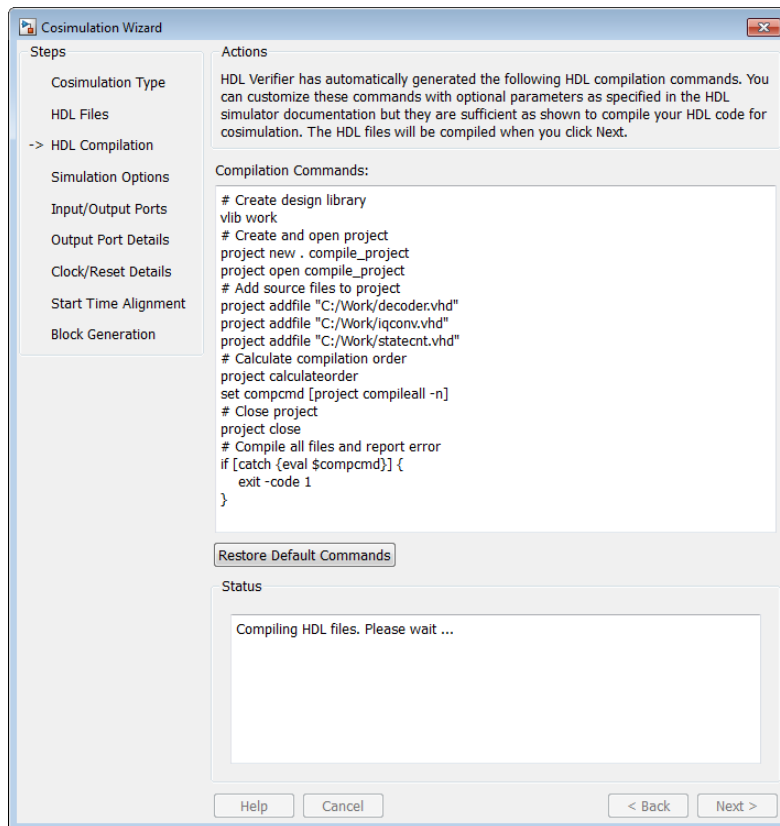 Cosimulation Wizard
Steps
Cosimulation Type
HDL Files
-> HDL Compilation
Simulation Options
Input/Output Ports
Output Port Details
Clock/Reset Details
Start Time Alignment
Block Generation
Actions
HDL Verifier has automatically generated the following HDL compilation commands. You
can customize these commands with optional parameters as specified in the HDL
simulator documentation but they are sufficient as shown to compile your HDL code for
cosimulation. The HDL files will be compiled when you click Next.
Compilation Commands:
# Create design library
vlib work
# Create and open project
project new . compile_project
project open compile_project
# Add source files to project
project addfile "C:/Work/decoder.vhd"
project addfile "C:/Work/iqconv.vhd"
project addfile "C:/Work/statecnt.vhd"
# Calculate compilation order
project calculateorder
set compcmd [project compileall -n]
# Close project
project close
# Compile all files and report error
if [catch {eval $compcmd}] {
exit -code 1
}
Restore Default Commands
Status
Compiling HDL files. Please wait ...
Help Cancel < Back Next >